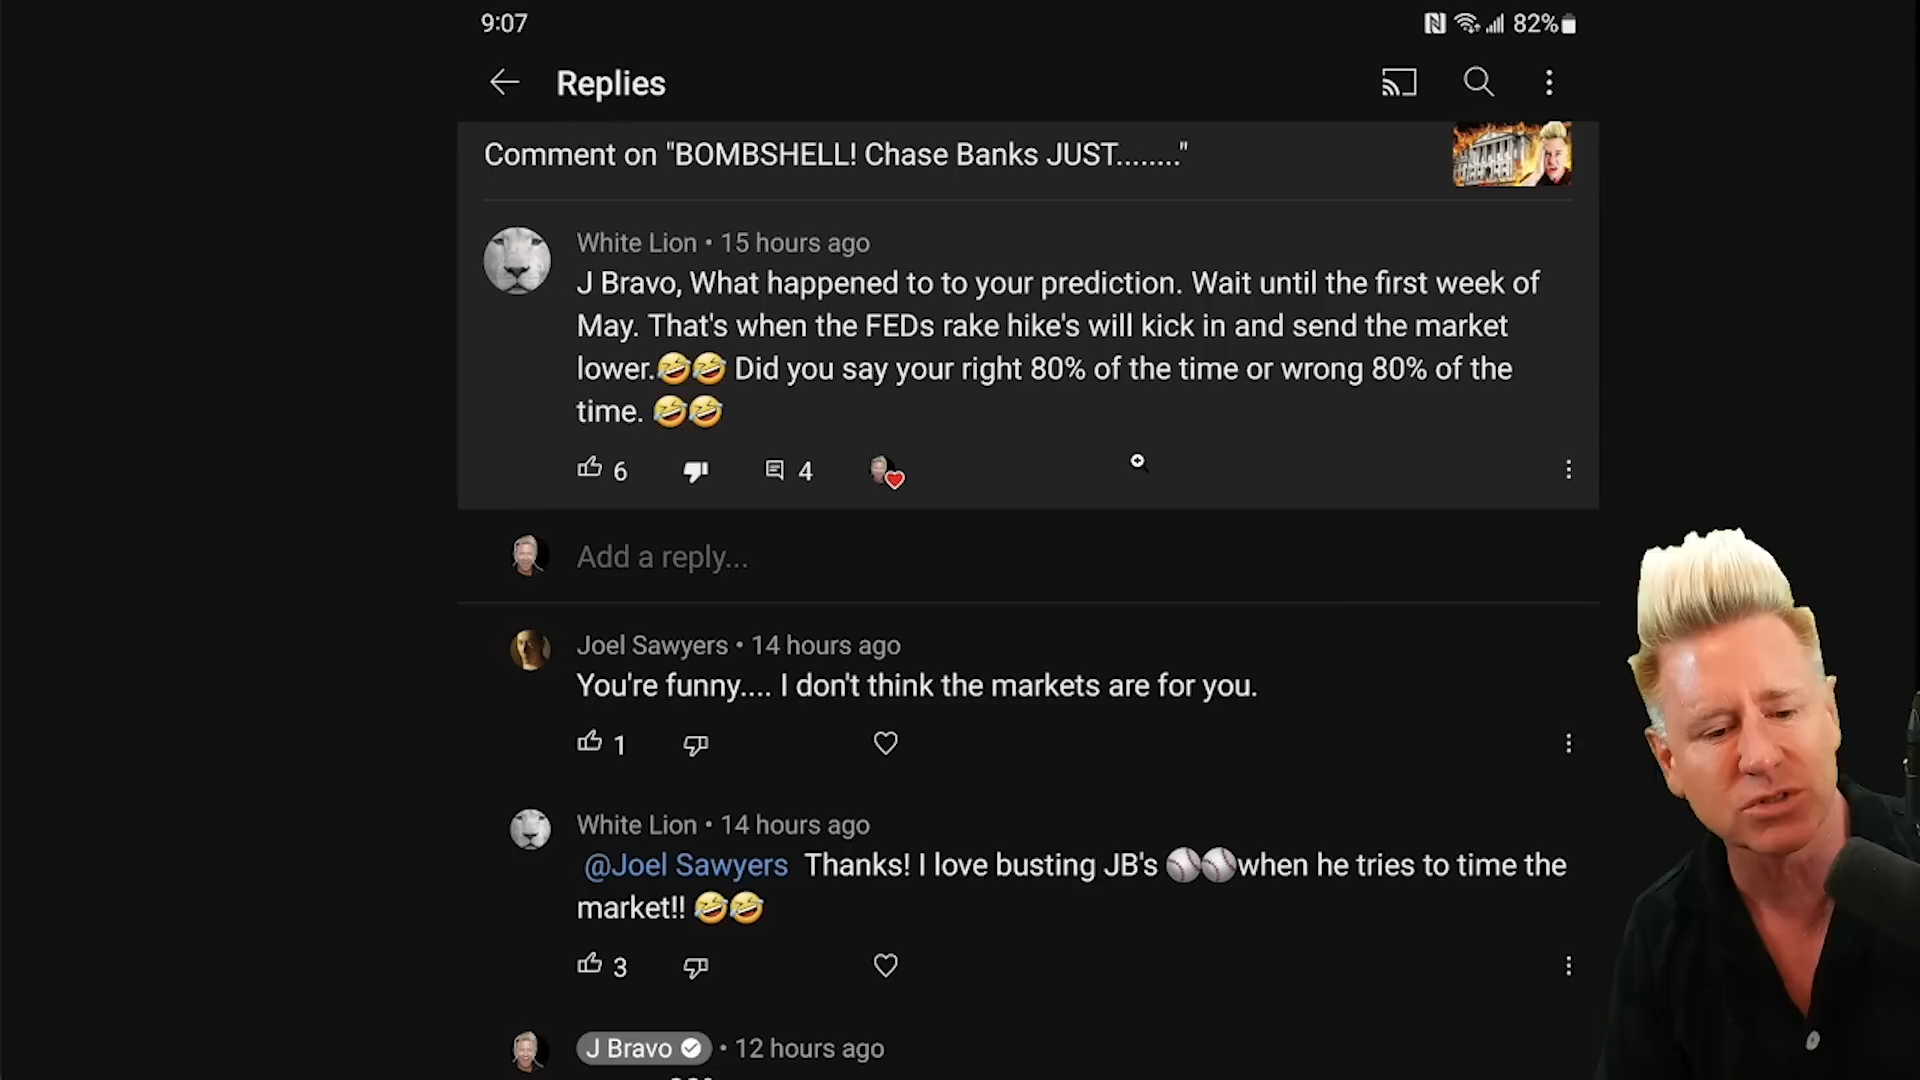 9:07
82%
Replies
Comment on "BOMBSHELL! Chase Banks JUST........"
White Lion • 15 hours ago
J Bravo, What happened to to your prediction. Wait until the first week of
May. That's when the FEDs rake hike's will kick in and send the market
lower.🤣🤣 Did you say your right 80% of the time or wrong 80% of the
time. 🤣🤣
6
4
Add a reply...
Joel Sawyers • 14 hours ago
You're funny.... I don't think the markets are for you.
1
White Lion • 14 hours ago
@Joel Sawyers Thanks! I love busting JB's ⚾⚾when he tries to time the
market!! 🤣🤣
3
J Bravo • 12 hours ago